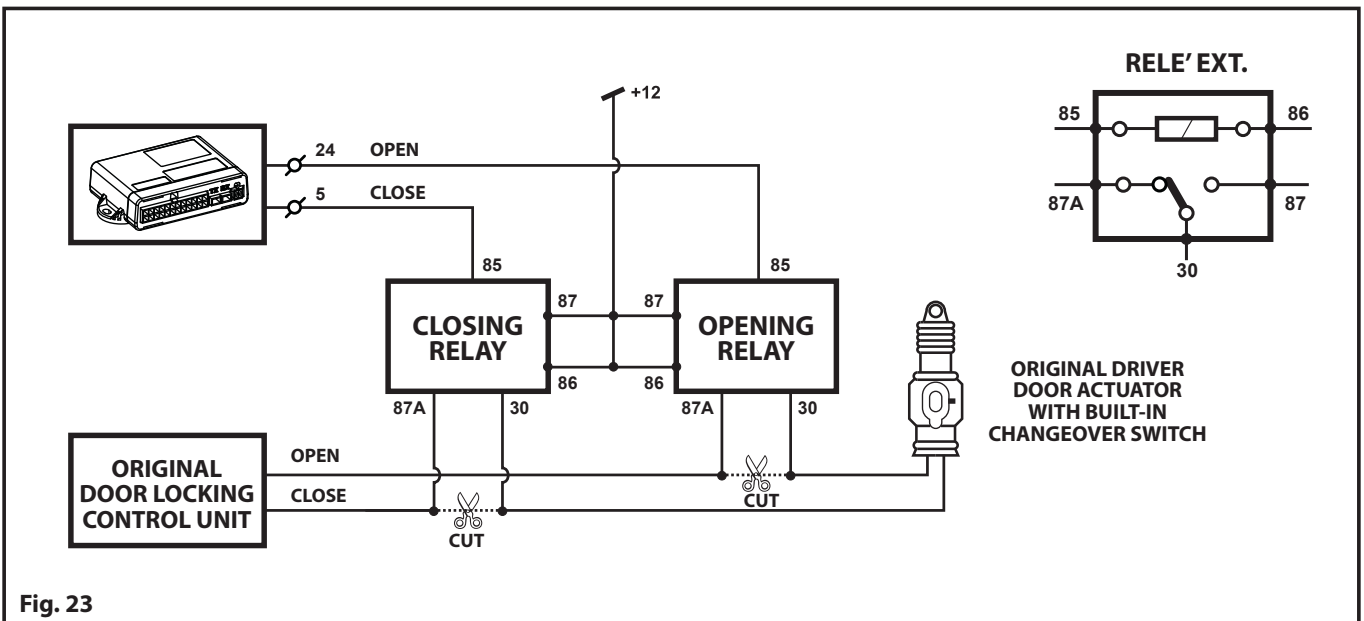 RELE’ EXT.
+12
85
86
87A
87
30
24 OPEN
5 CLOSE
85
85
CLOSING
RELAY
87
87
OPENING
RELAY
86
86
87A
30
87A
30
ORIGINAL DRIVER
DOOR ACTUATOR
WITH BUILT-IN
CHANGEOVER SWITCH
ORIGINAL
DOOR LOCKING
CONTROL UNIT
OPEN
CLOSE
CUT
CUT
Fig. 23